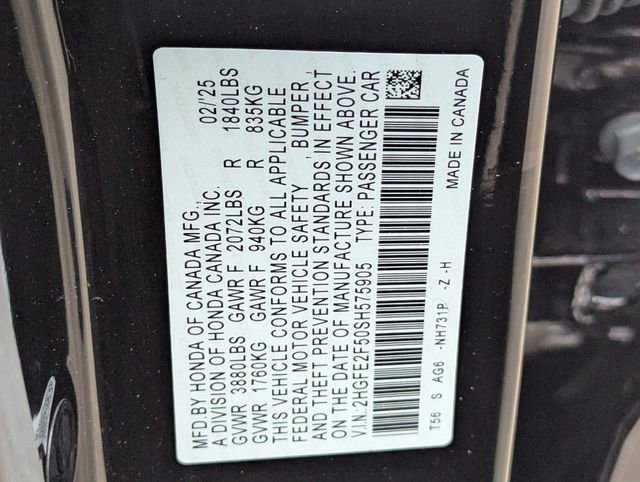 MFD.BY HONDA OF CANADA MFG., 02/'25
A DIVISION OF HONDA CANADA INC.
GVWR 3880LBS GAWR F 2072LBS R 1840LBS
GVWR 1760KG GAWR F 940KG R 835KG
THIS VEHICLE CONFORMS TO ALL APPLICABLE
FEDERAL MOTOR VEHICLE SAFETY , BUMPER ,
AND THEFT PREVENTION STANDARDS IN EFFECT
ON THE DATE OF MANUFACTURE SHOWN ABOVE.
V.I.N.:2HGFE2F50SH575905 TYPE: PASSENGER CAR
T56 S AG6 -NH731P -Z -H MADE IN CANADA